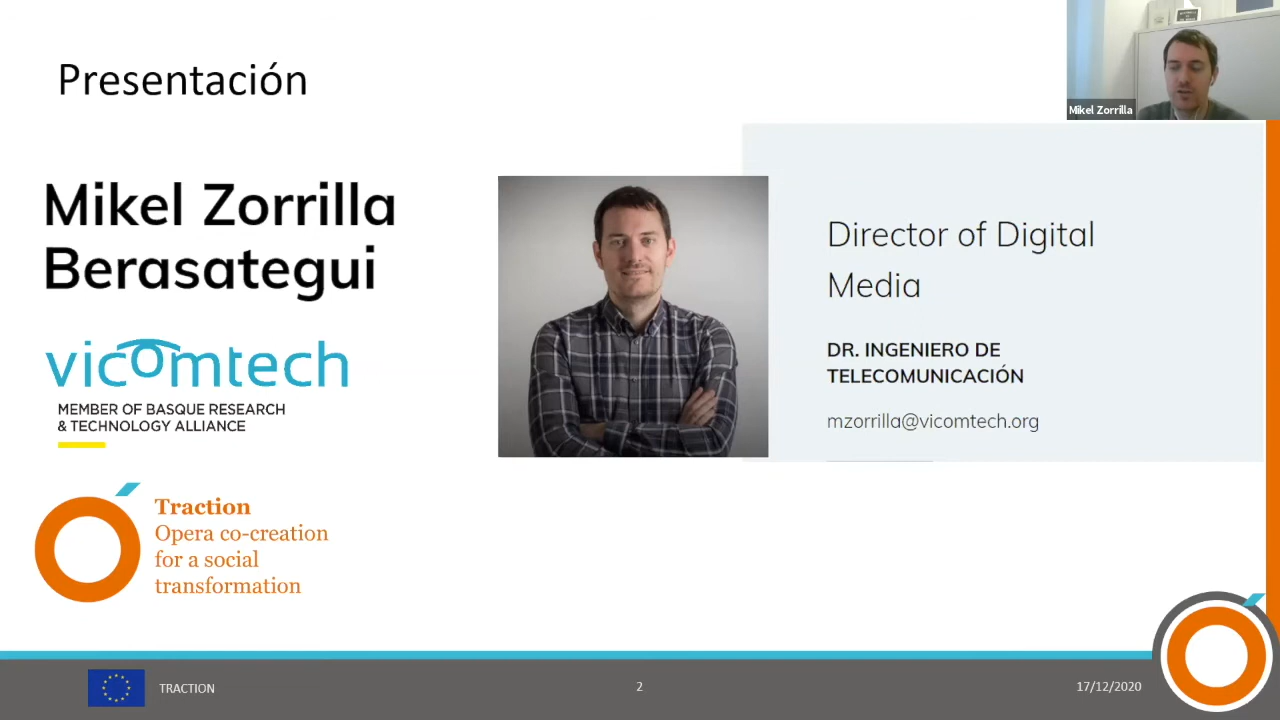 Presentación
Mikel Zorrilla
Mikel Zorrilla
Berasategui
vicomtech
MEMBER OF BASQUE RESEARCH
& TECHNOLOGY ALLIANCE
Director of Digital
Media
DR. INGENIERO DE
TELECOMUNICACIÓN
mzorrilla@vicomtech.org
Traction
Opera co-creation
for a social
transformation
TRACTION
2
17/12/2020